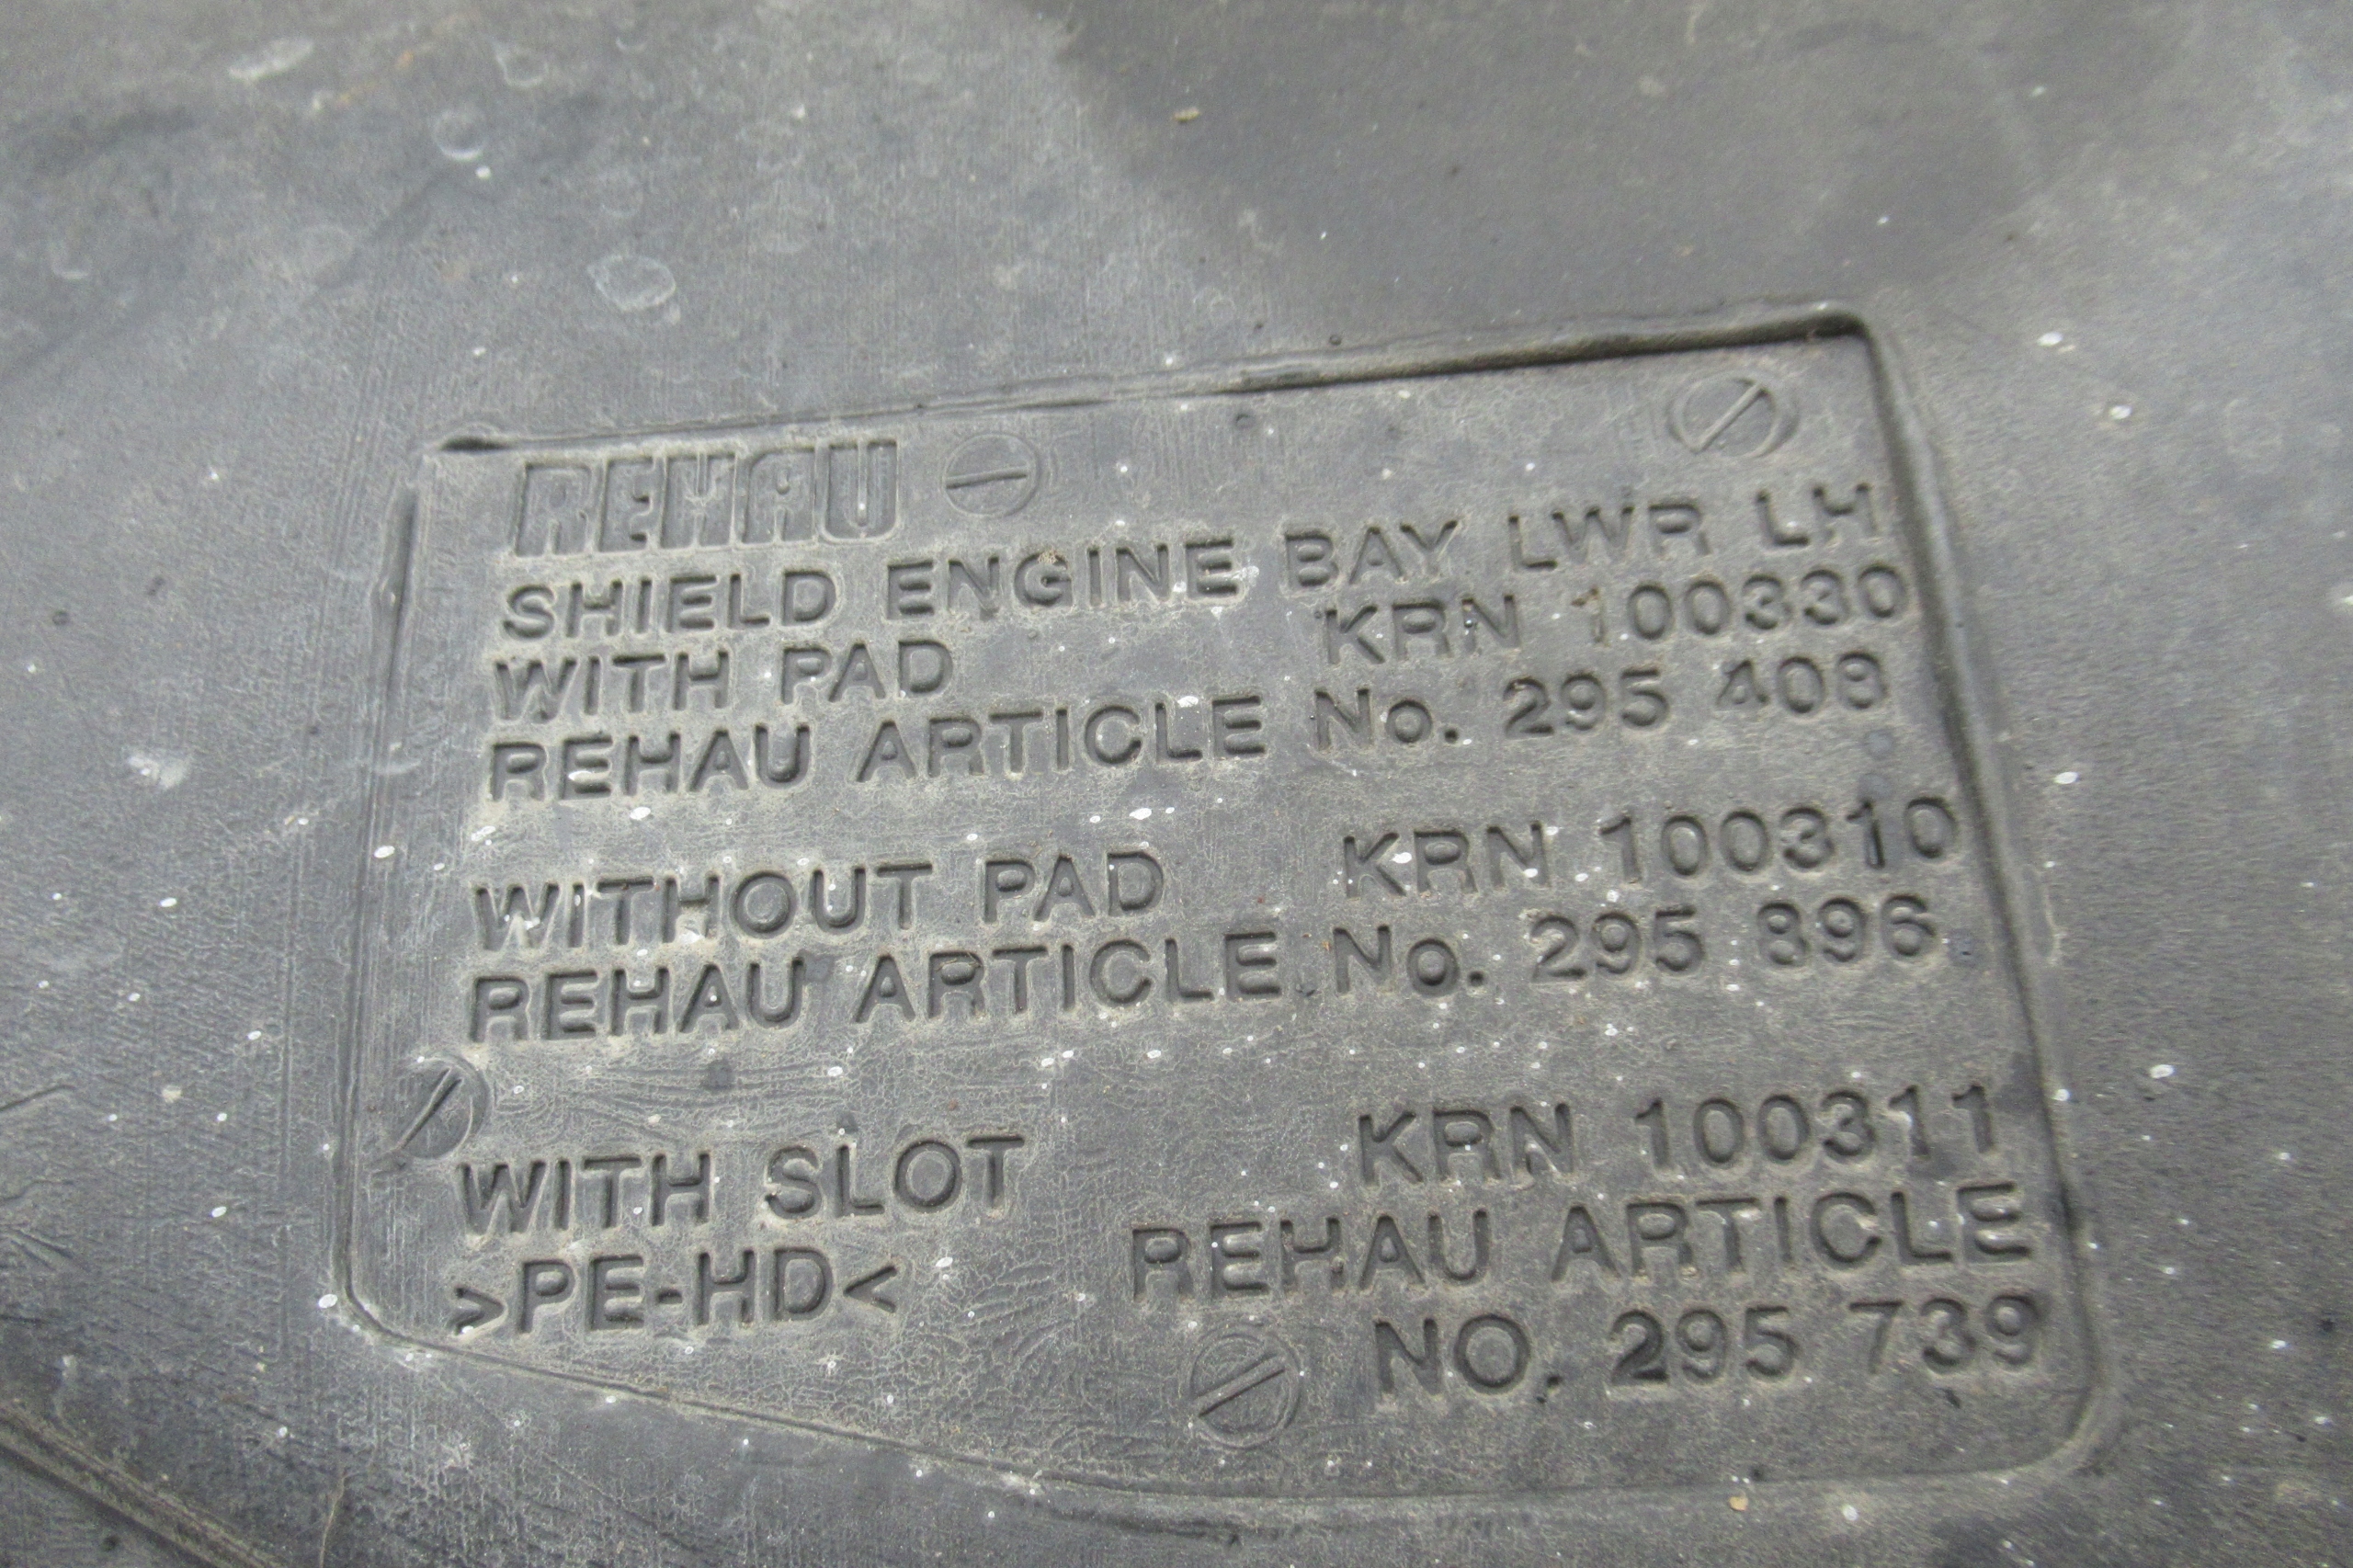 REHAU
SHIELD ENGINE BAY LWR LH
WITH PAD KRN 100330
REHAU ARTICLE No. 295 408
WITHOUT PAD KRN 100310
REHAU ARTICLE No. 295 896
WITH SLOT KRN 100311
>PE-HD< REHAU ARTICLE
NO. 295 739